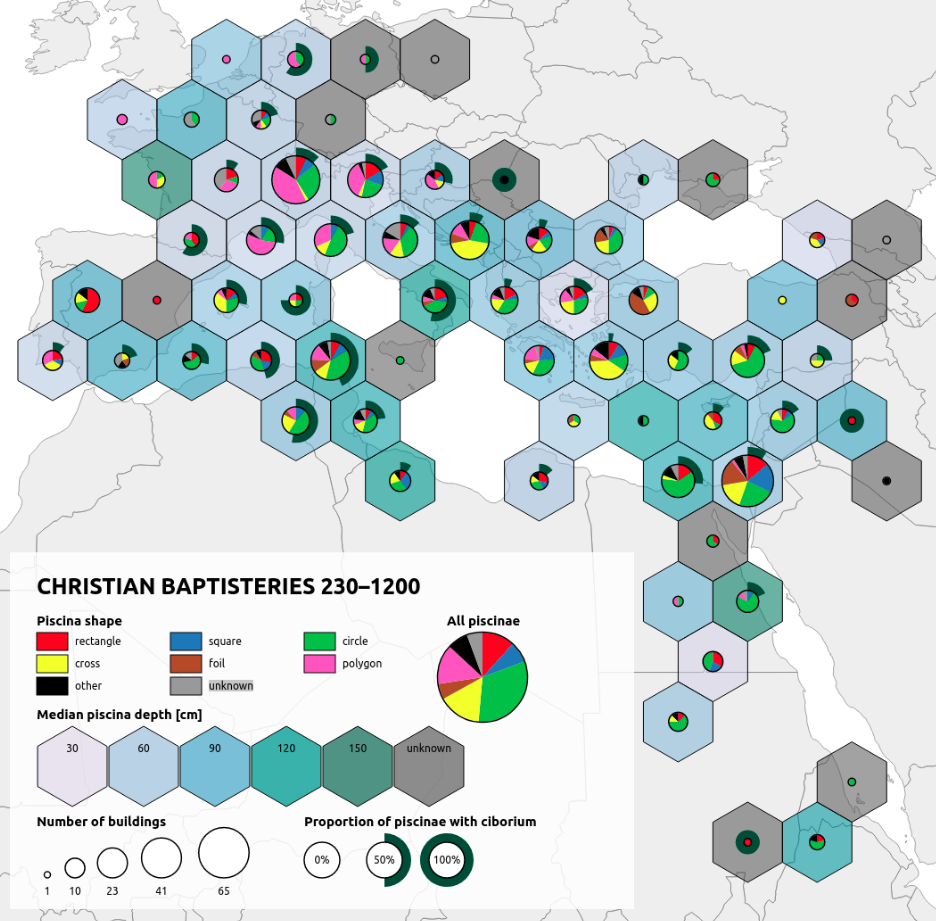 CHRISTIAN BAPTISTERIES 230–1200
Piscina shape
rectangle square circle
cross foil polygon
other unknown
All piscinae
Median piscina depth [cm]
30 60 90 120 150 unknown
Number of buildings
1 10 23 41 65
Proportion of piscinae with ciborium
0% 50% 100%